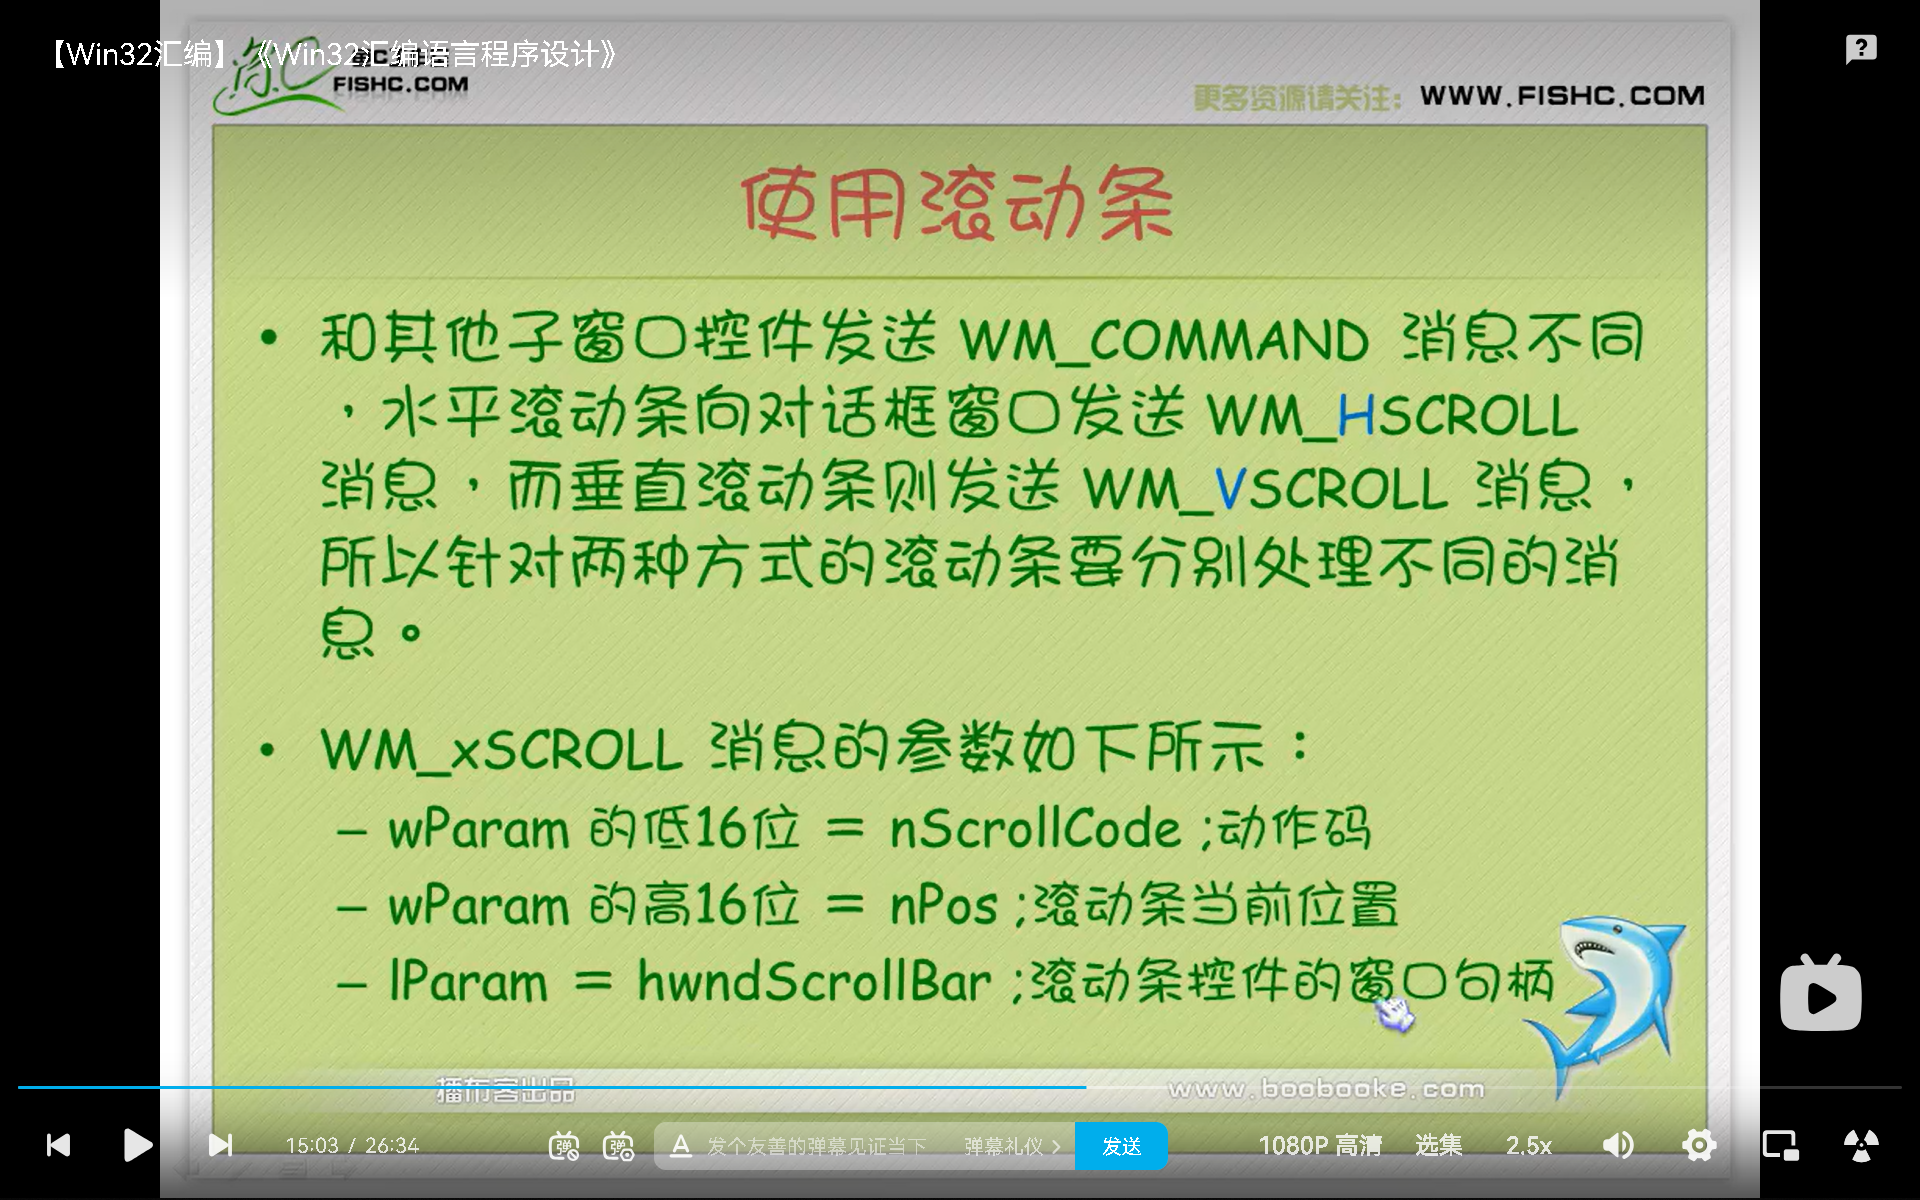 【Win32汇编】《Win32汇编语言程序设计》
FISHC.COM
更多资源请关注： WWW.FISHC.COM
使用滚动条
• 和其他子窗口控件发送 WM_COMMAND 消息不同
，水平滚动条向对话框窗口发送 WM_HSCROLL
消息，而垂直滚动条则发送 WM_VSCROLL 消息，
所以针对两种方式的滚动条要分别处理不同的消
息。
• WM_xSCROLL 消息的参数如下所示：
– wParam 的低16位 = nScrollCode ;动作码
– wParam 的高16位 = nPos ;滚动条当前位置
– lParam = hwndScrollBar ;滚动条控件的窗口句柄
播布客出品 www.boobooke.com
15:03 / 26:34 弹 弹 A 发个友善的弹幕见证当下 弹幕礼仪 > 发送 1080P 高清 选集 2.5x